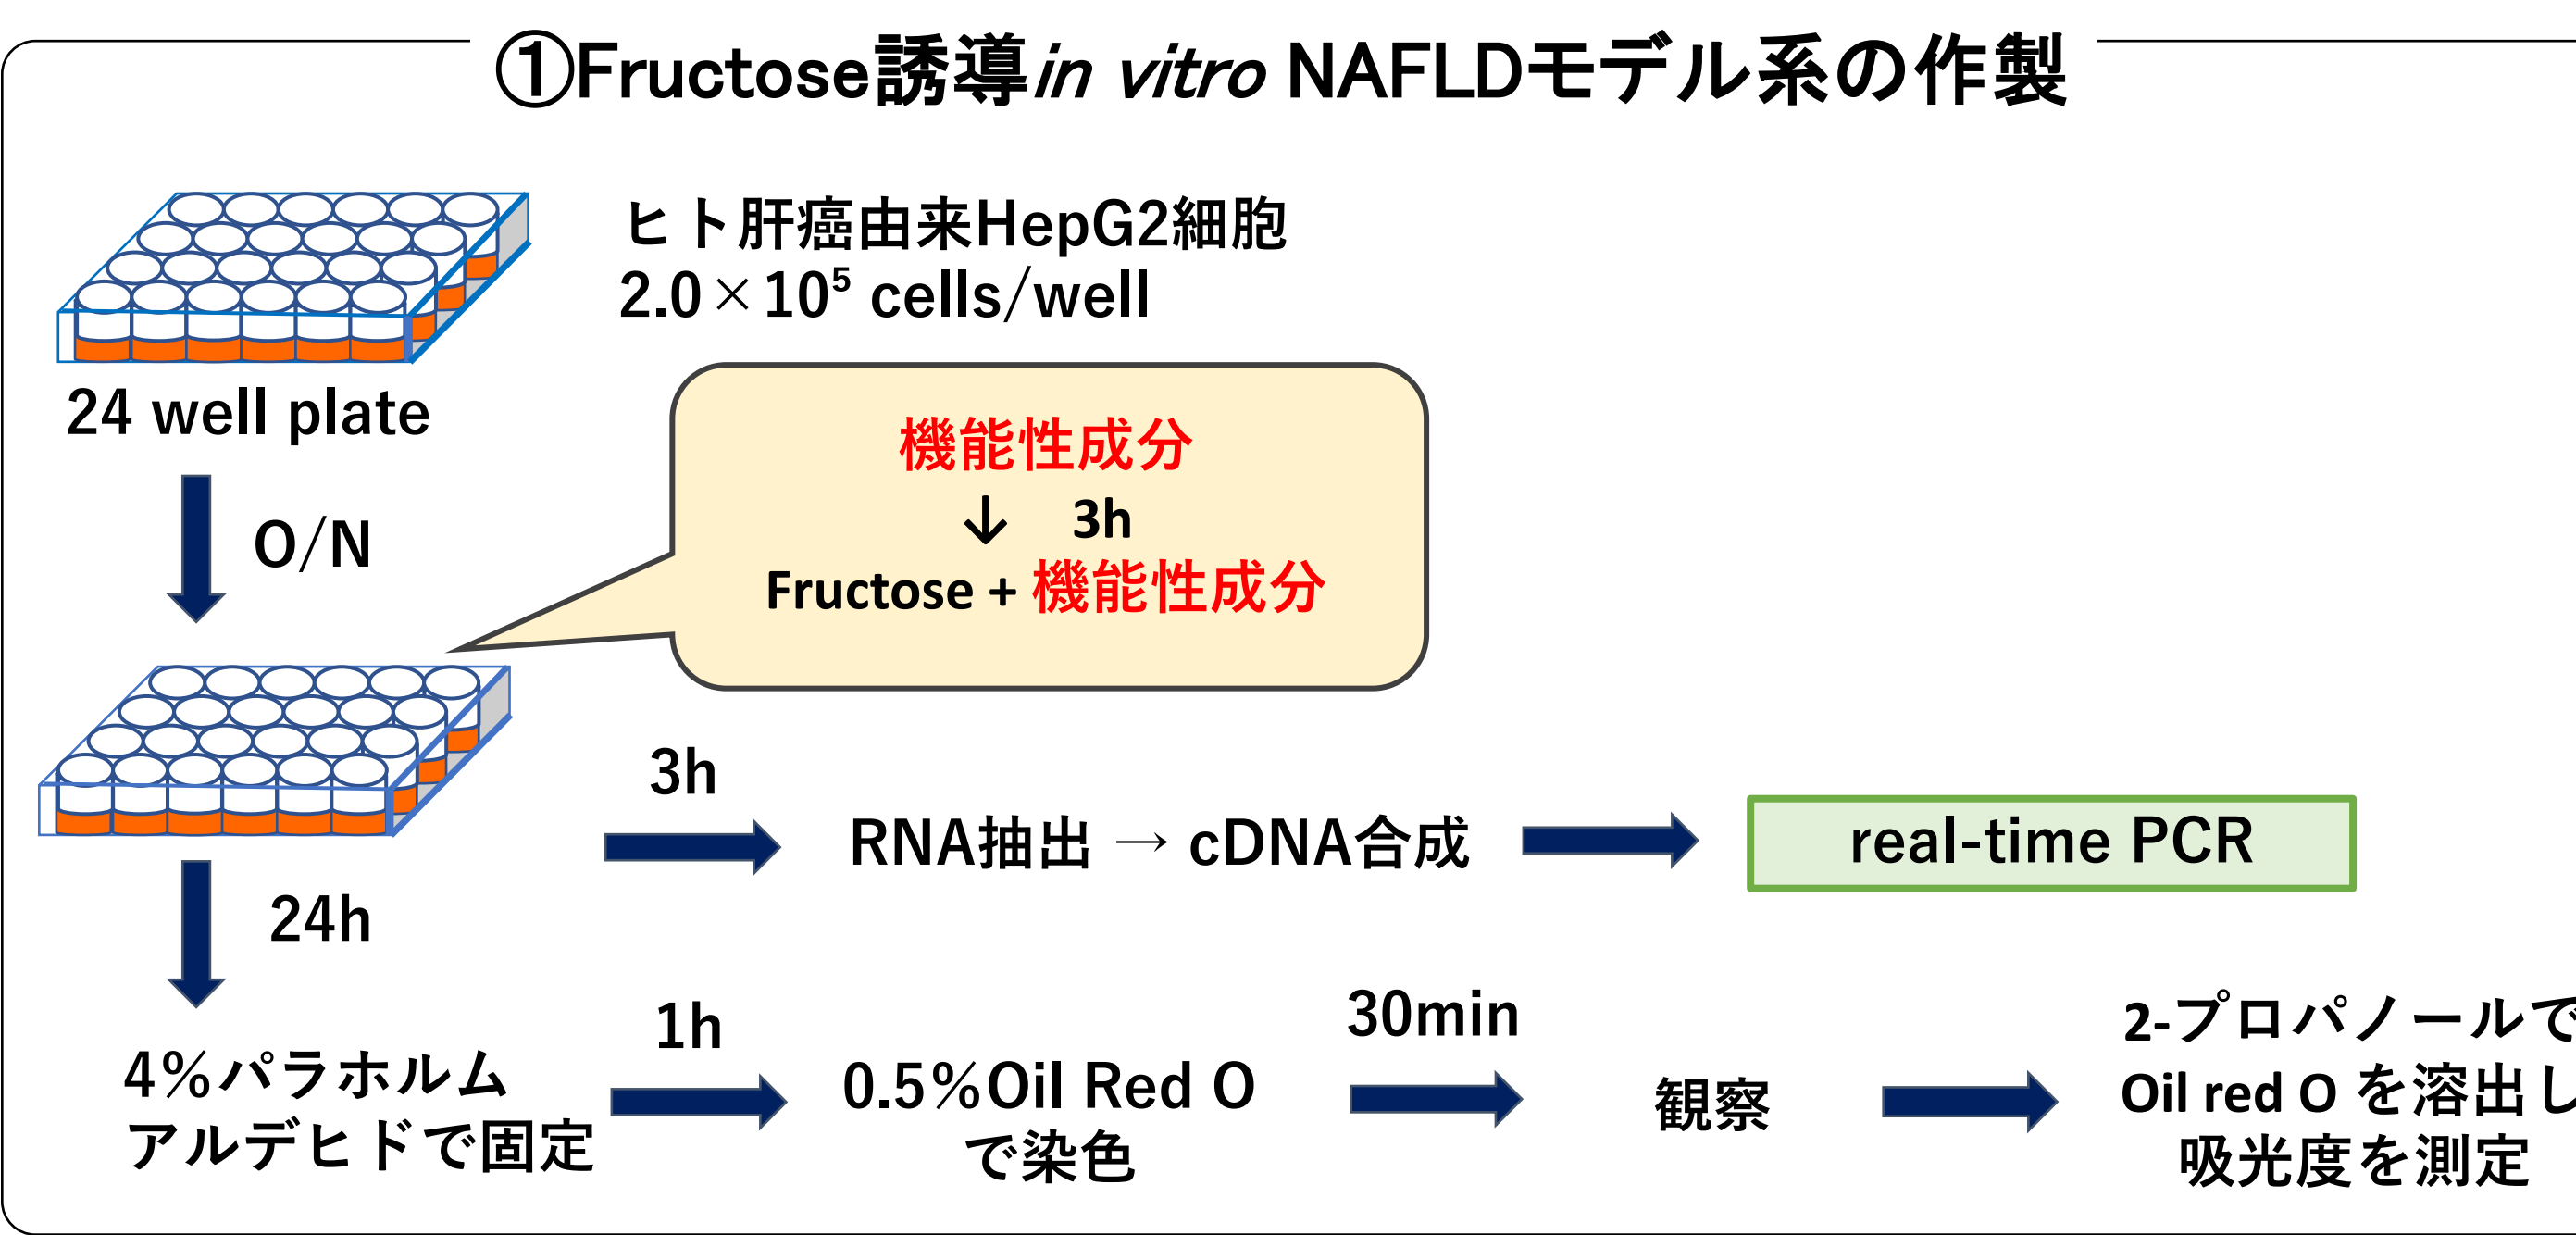 ①Fructose誘導in vitro NAFLDモデル系の作製
ヒト肝癌由来HepG2細胞
2.0×10⁵ cells/well
24 well plate
O/N
機能性成分
↓ 3h
Fructose + 機能性成分
3h
RNA抽出 → cDNA合成
real-time PCR
24h
4%パラホルム
アルデヒドで固定
1h
0.5%Oil Red O
で染色
30min
観察
2-プロパノールで
Oil red O を溶出し
吸光度を測定